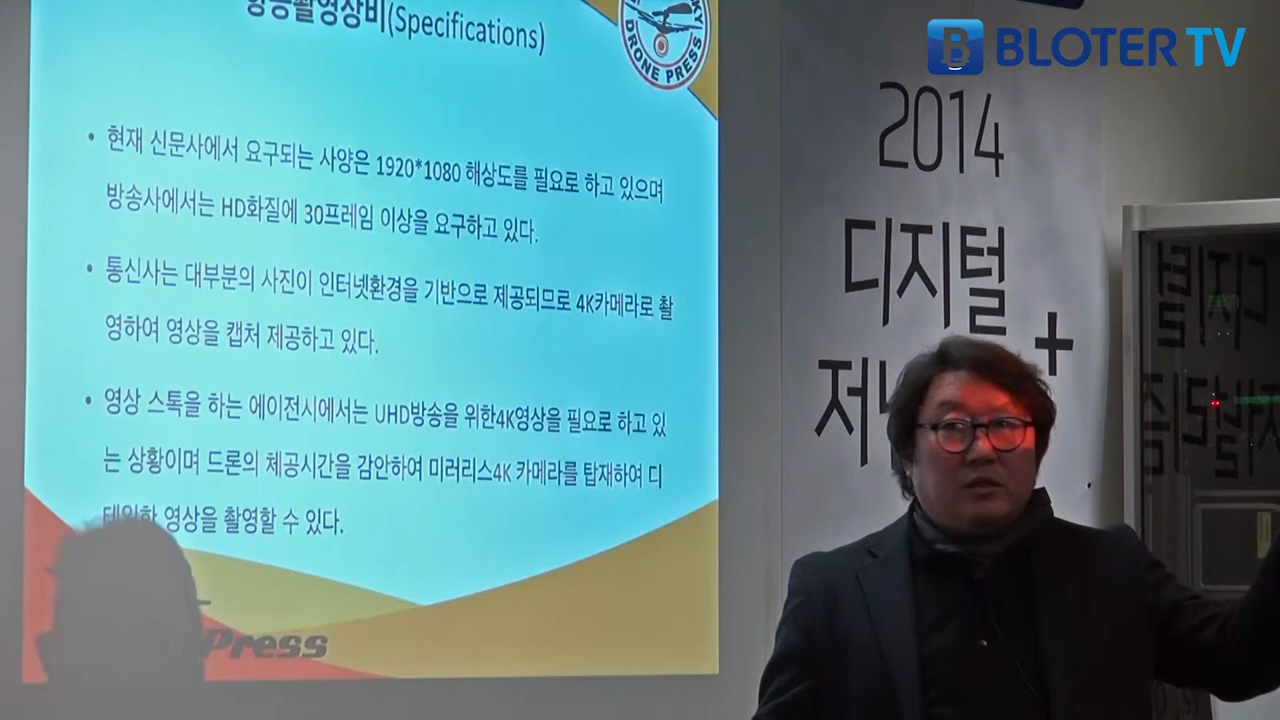 항공촬영장비(Specifications)
SKY
DRONE PRESS
BLOTER TV
2014
디지털
+
현재 신문사에서 요구되는 사양은 1920*1080 해상도를 필요로 하고 있으며
방송사에서는 HD화질에 30프레임 이상을 요구하고 있다.
통신사는 대부분의 사진이 인터넷환경을 기반으로 제공되므로 4K카메라로 촬
영하여 영상을 캡처 제공하고 있다.
영상 스톡을 하는 에이전시에서는 UHD방송을 위한4K영상을 필요로 하고 있
는 상황이며 드론의 체공시간을 감안하여 미러리스4K 카메라를 탑재하여 디
테일한 영상을 촬영할 수 있다.
Press